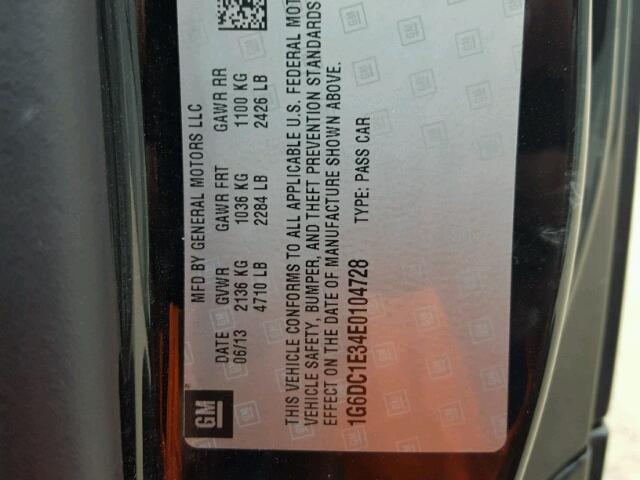 MFD BY GENERAL MOTORS LLC
DATE GVWR GAWR FRT GAWR RR
06/13 2136 KG 1036 KG 1100 KG
4710 LB 2284 LB 2426 LB
THIS VEHICLE CONFORMS TO ALL APPLICABLE U.S. FEDERAL
VEHICLE SAFETY, BUMPER, AND THEFT PREVENTION STANDARDS
EFFECT ON THE DATE OF MANUFACTURE SHOWN ABOVE.
1G6DC1E34E0104728 TYPE: PASS CAR
GM